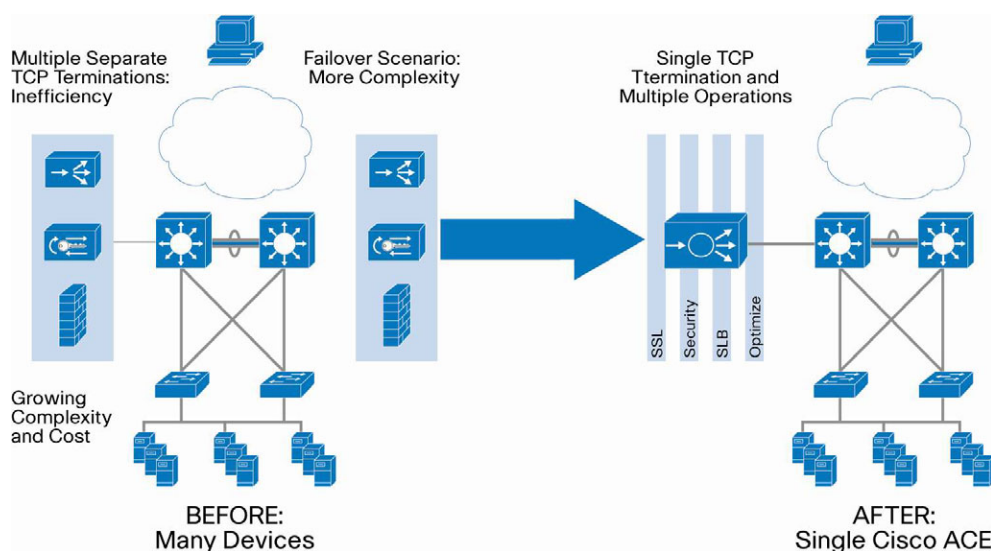 Multiple Separate
TCP Terminations:
Inefficiency
Failover Scenario:
More Complexity
Single TCP
Ttermination and
Multiple Operations
SSL
Security
SLB
Optimize
Growing
Complexity
and Cost
BEFORE:
Many Devices
AFTER:
Single Cisco ACE